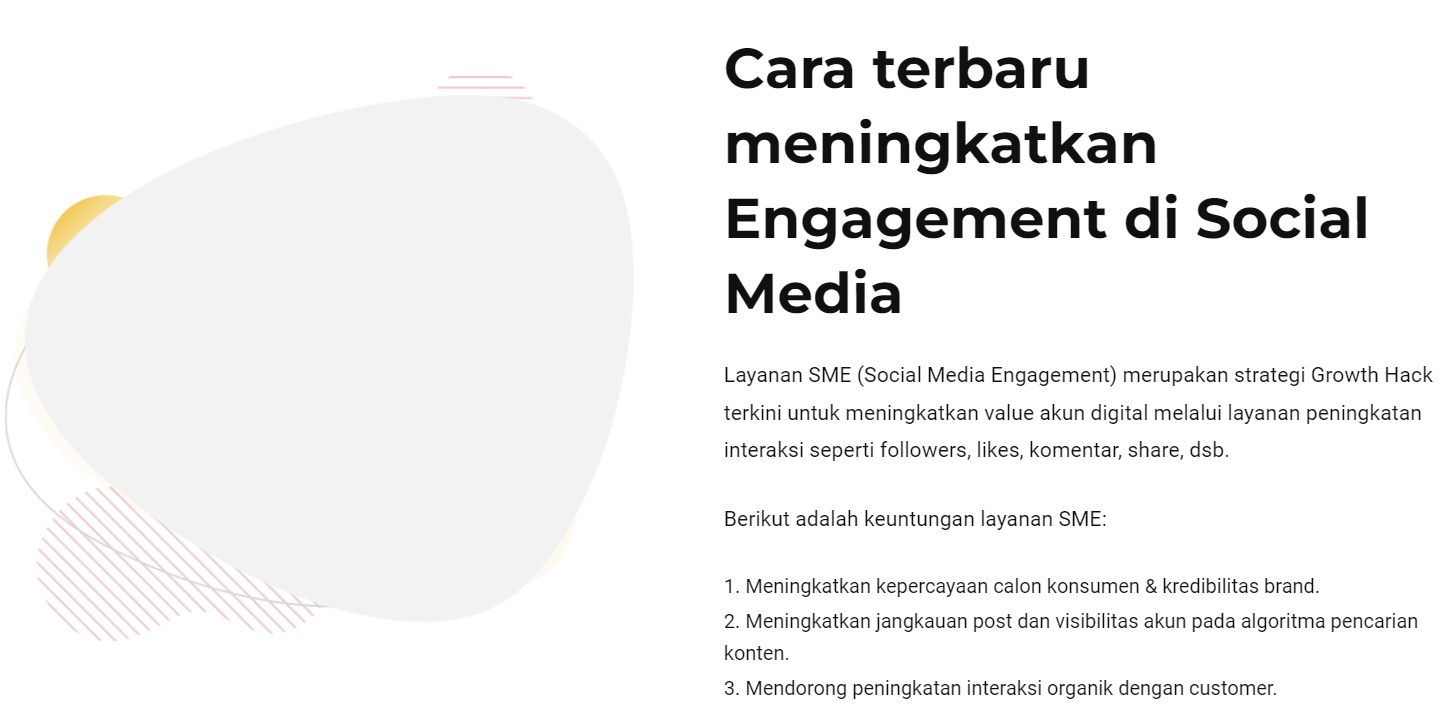 Cara terbaru
meningkatkan
Engagement di Social
Media
Layanan SME (Social Media Engagement) merupakan strategi Growth Hack
terkini untuk meningkatkan value akun digital melalui layanan peningkatan
interaksi seperti followers, likes, komentar, share, dsb.
Berikut adalah keuntungan layanan SME:
1. Meningkatkan kepercayaan calon konsumen & kredibilitas brand.
2. Meningkatkan jangkauan post dan visibilitas akun pada algoritma pencarian
konten.
3. Mendorong peningkatan interaksi organik dengan customer.